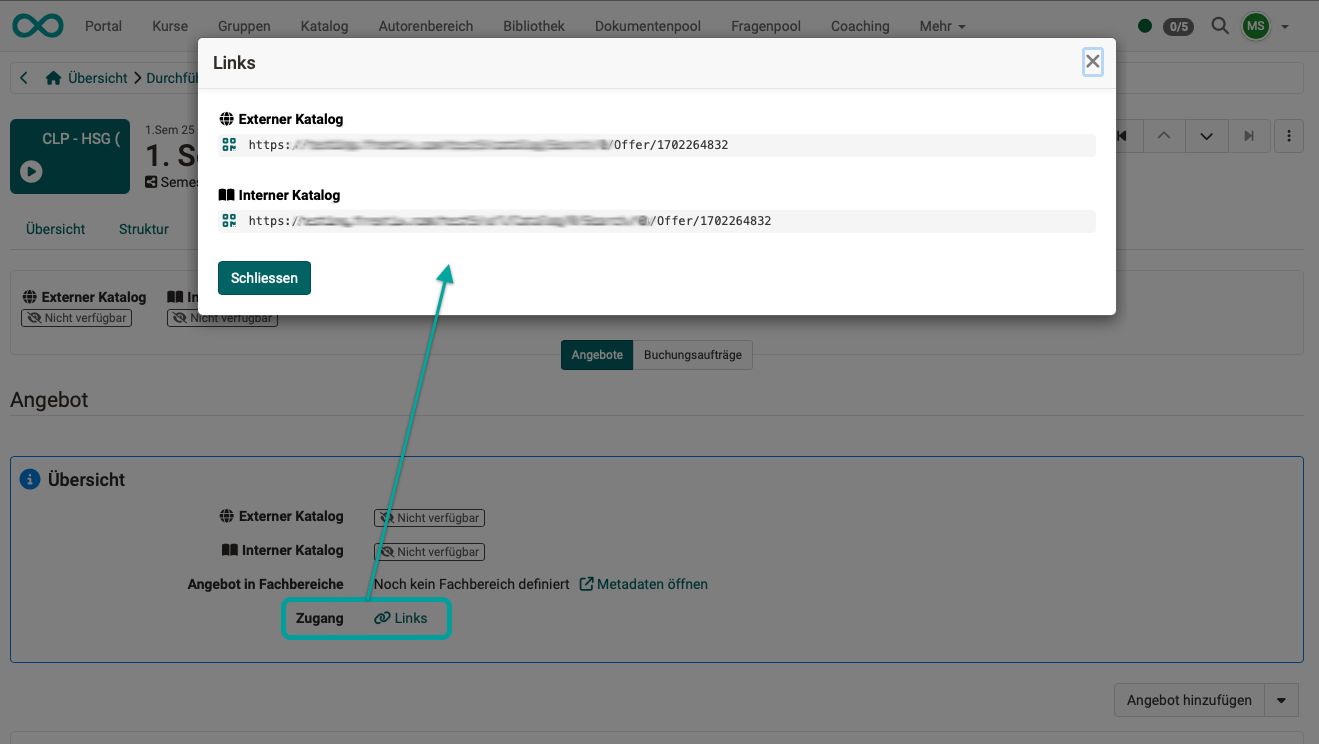 Portal Kurse Gruppen Katalog Autorenbereich Bibliothek Dokumentenpool Fragenpool Coaching Mehr 0/5 MS
Links
Übersicht Durchfü
Externer Katalog
https: /Offer/1702264832
CLP - HSG (
1.Sem 25
1. S
Semes
Interner Katalog
https:/ /Offer/1702264832
Übersicht Struktur
Schliessen
Externer Katalog
Nicht verfügbar Nicht verfügbar
Angebote Buchungsaufträge
Angebot
Übersicht
Externer Katalog Nicht verfügbar
Interner Katalog Nicht verfügbar
Angebot in Fachbereiche Noch kein Fachbereich definiert Metadaten öffnen
Zugang Links
Angebot hinzufügen